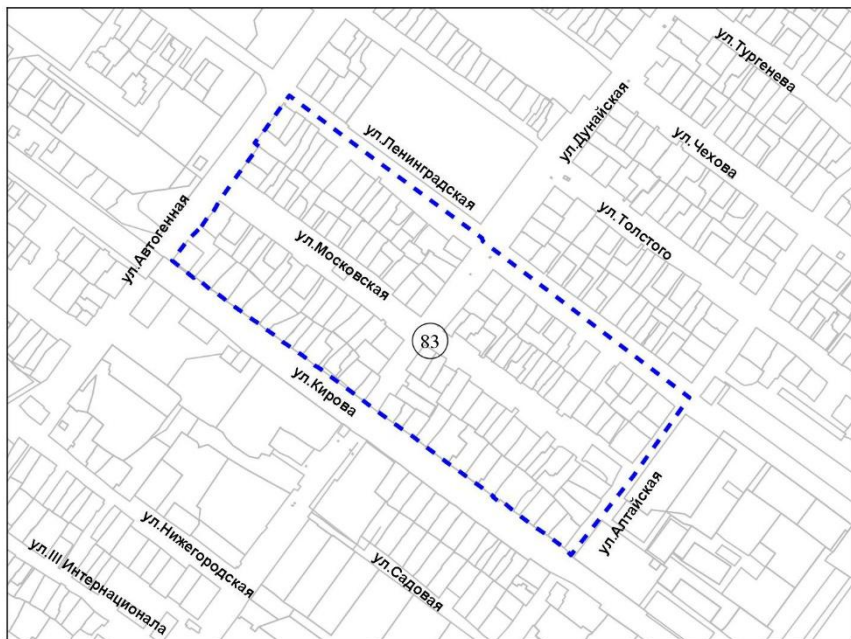 ул.Тургенева
ул.Дунайская
ул.Чехова
ул.Ленинградская
ул.Толстого
ул.Автогенная
ул.Московская
83
ул.Кирова
ул.Алтайская
ул.Нижегородская
ул.Садовая
ул.III Интернационала